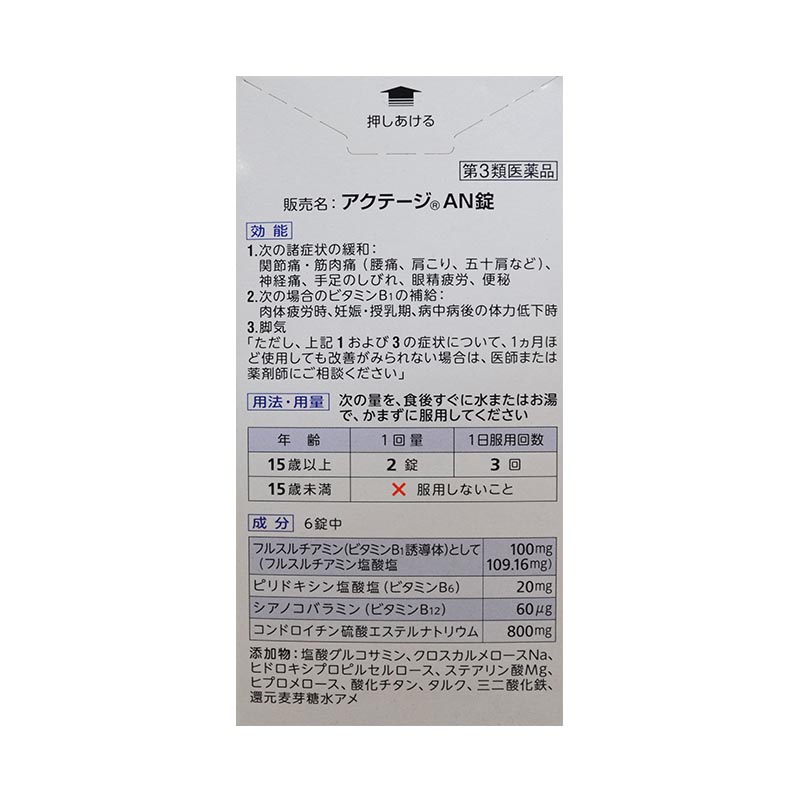 押しあける
第3類医薬品
販売名：アクテージ®AN錠
効能
1.次の諸症状の緩和：
関節痛・筋肉痛（腰痛、肩こり、五十肩など）、
神経痛、手足のしびれ、眼精疲労、便秘
2.次の場合のビタミンB1の補給：
肉体疲労時、妊娠・授乳期、病中病後の体力低下時
3.脚気
「ただし、上記1および3の症状について、1ヵ月ほ
ど使用しても改善がみられない場合は、医師または
薬剤師にご相談ください」
用法・用量 次の量を、食後すぐに水またはお湯
で、かまずに服用してください
年齢 1回量 1日服用回数
15歳以上 2錠 3回
15歳未満 × 服用しないこと
成分 6錠中
フルスルチアミン（ビタミンB1誘導体）として 100mg
（フルスルチアミン塩酸塩 109.16mg）
ピリドキシン塩酸塩（ビタミンB6） 20mg
シアノコバラミン（ビタミンB12） 60μg
コンドロイチン硫酸エステルナトリウム 800mg
添加物：塩酸グルコサミン、クロスカルメロースNa、
ヒドロキシプロピルセルロース、ステアリン酸Mg、
ヒプロメロース、酸化チタン、タルク、三二酸化鉄、
還元麦芽糖水アメ